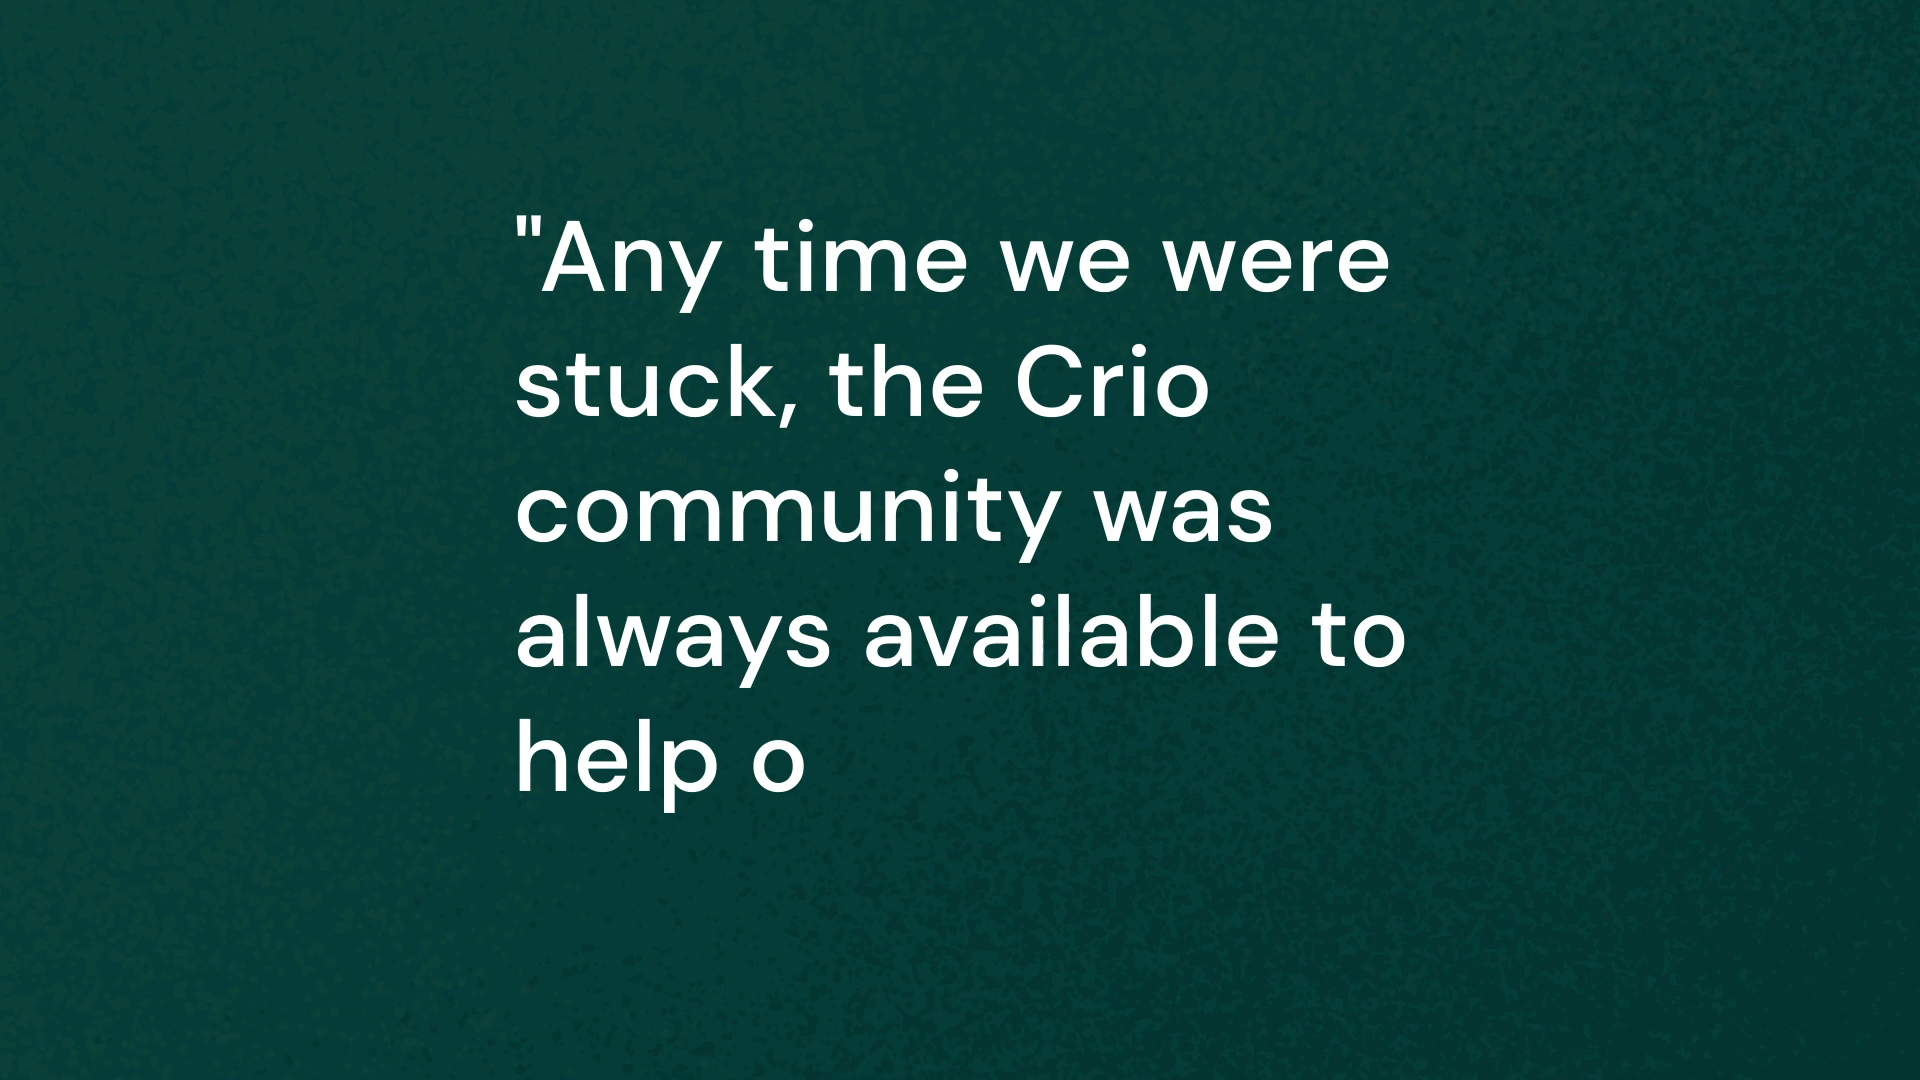 "Any time we were
stuck, the Crio
community was
always available to
help o